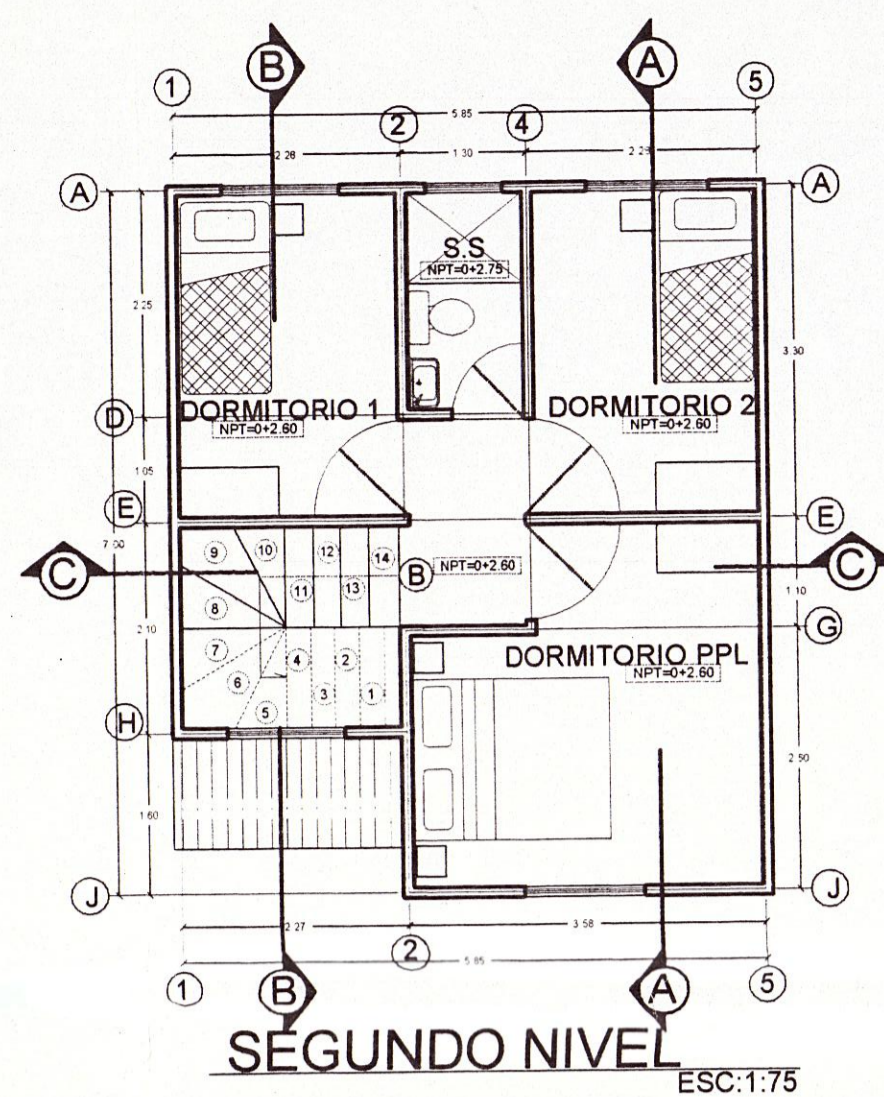 B
A
1
5
5.85
2
4
2.28
1.30
2.28
A
A
S.S
NPT=0+2.75
2.25
3.30
DORMITORIO 1
NPT=0+2.60
DORMITORIO 2
NPT=0+2.60
D
1.05
E
E
9
10
12
14
B
NPT=0+2.60
C
C
7.00
8
11
13
1.10
2.10
7
4
2
G
DORMITORIO PPL
NPT=0+2.60
6
3
1
5
H
2.50
1.60
J
J
2.27
3.58
2
5.85
1
B
A
5
SEGUNDO NIVEL
ESC:1:75